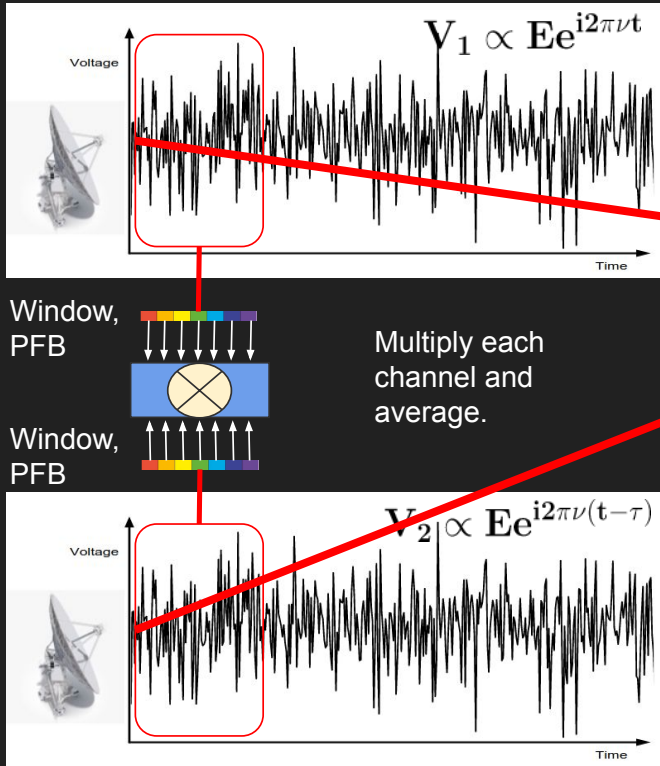 V₁ ∝ Ee^{i2πνt}
Voltage
Time
Window,
PFB
Multiply each
channel and
average.
Window,
PFB
V₂ ∝ Ee^{i2πν(t−τ)}
Voltage
Time